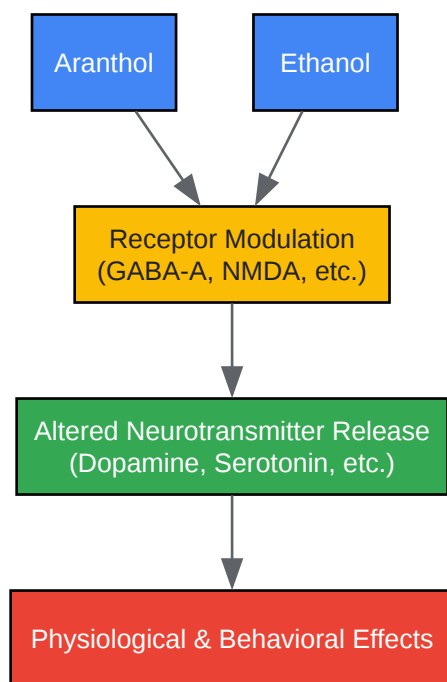 Aranthol
Ethanol
Receptor Modulation
(GABA-A, NMDA, etc.)
Altered Neurotransmitter Release
(Dopamine, Serotonin, etc.)
Physiological & Behavioral Effects